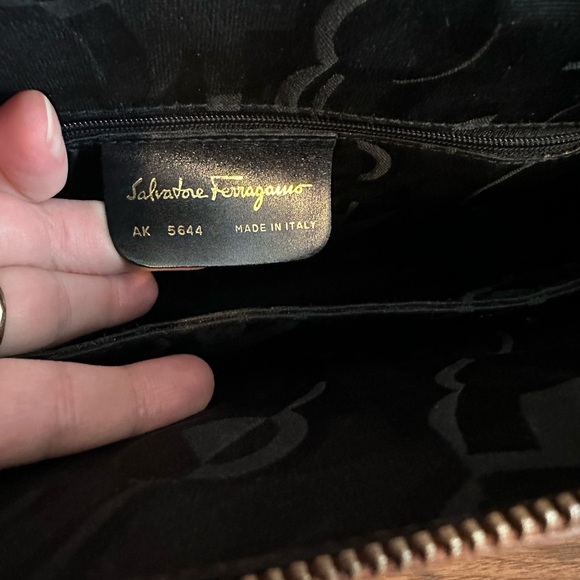 Salvatore Ferragamo
AK 5644 MADE IN ITALY